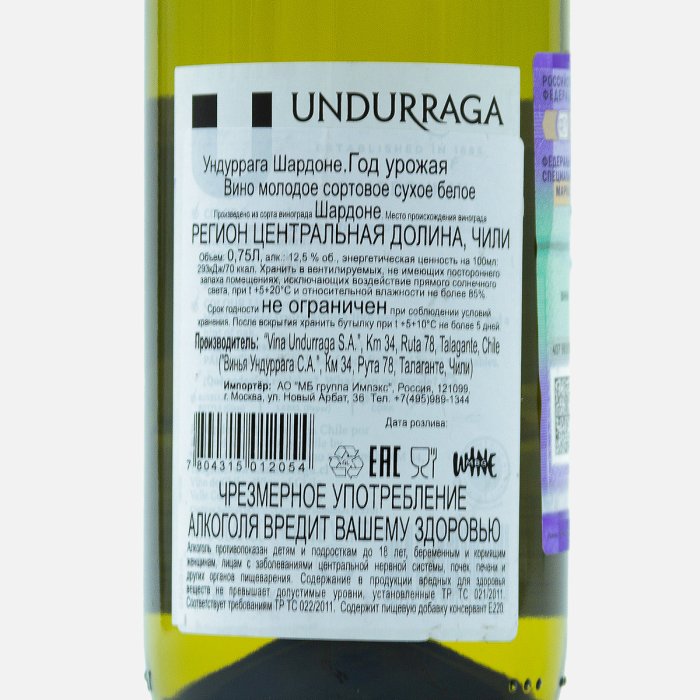 UNDURRAGA
ESTABLISHED IN 1885
Ундуррага Шардоне.Год урожая
Вино молодое сортовое сухое белое
Произведено из сорта винограда Шардоне Место происхождения винограда
РЕГИОН ЦЕНТРАЛЬНАЯ ДОЛИНА, ЧИЛИ
Объем: 0,75Л, алк.: 12,5 % об., энергетическая ценность на 100мл:
293кДж/70 ккал. Хранить в вентилируемых, не имеющих постороннего
запаха помещениях, исключающих воздействие прямого солнечного
света, при t +5+20°С и относительной влажности не более 85%
Срок годности не ограничен при соблюдении условий
хранения. После вскрытия хранить бутылку при t +5+10°С не более 5 дней
Производитель: "Vina Undurraga S.A.", Km 34, Ruta 78, Talagante, Chile
("Винья Ундуррага С.А.", Км 34, Рута 78, Талаганте, Чили)
Импортёр: АО "МБ группа Импэкс", Россия, 121099,
г. Москва, ул. Новый Арбат, 36 Тел. +7(495)989-1344
Дата розлива:
7 804315 012054
EAC
WINE
ЧРЕЗМЕРНОЕ УПОТРЕБЛЕНИЕ
АЛКОГОЛЯ ВРЕДИТ ВАШЕМУ ЗДОРОВЬЮ
Алкоголь противопоказан детям и подросткам до 18 лет, беременным и кормящим
женщинам, лицам с заболеваниями центральной нервной системы, почек, печени и
других органов пищеварения. Содержание в продукции вредных для здоровья
веществ не превышает допустимые уровни, установленные ТР ТС 021/2011.
Соответствует требованиям ТР ТС 022/2011. Содержит пищевую добавку консервант Е220.